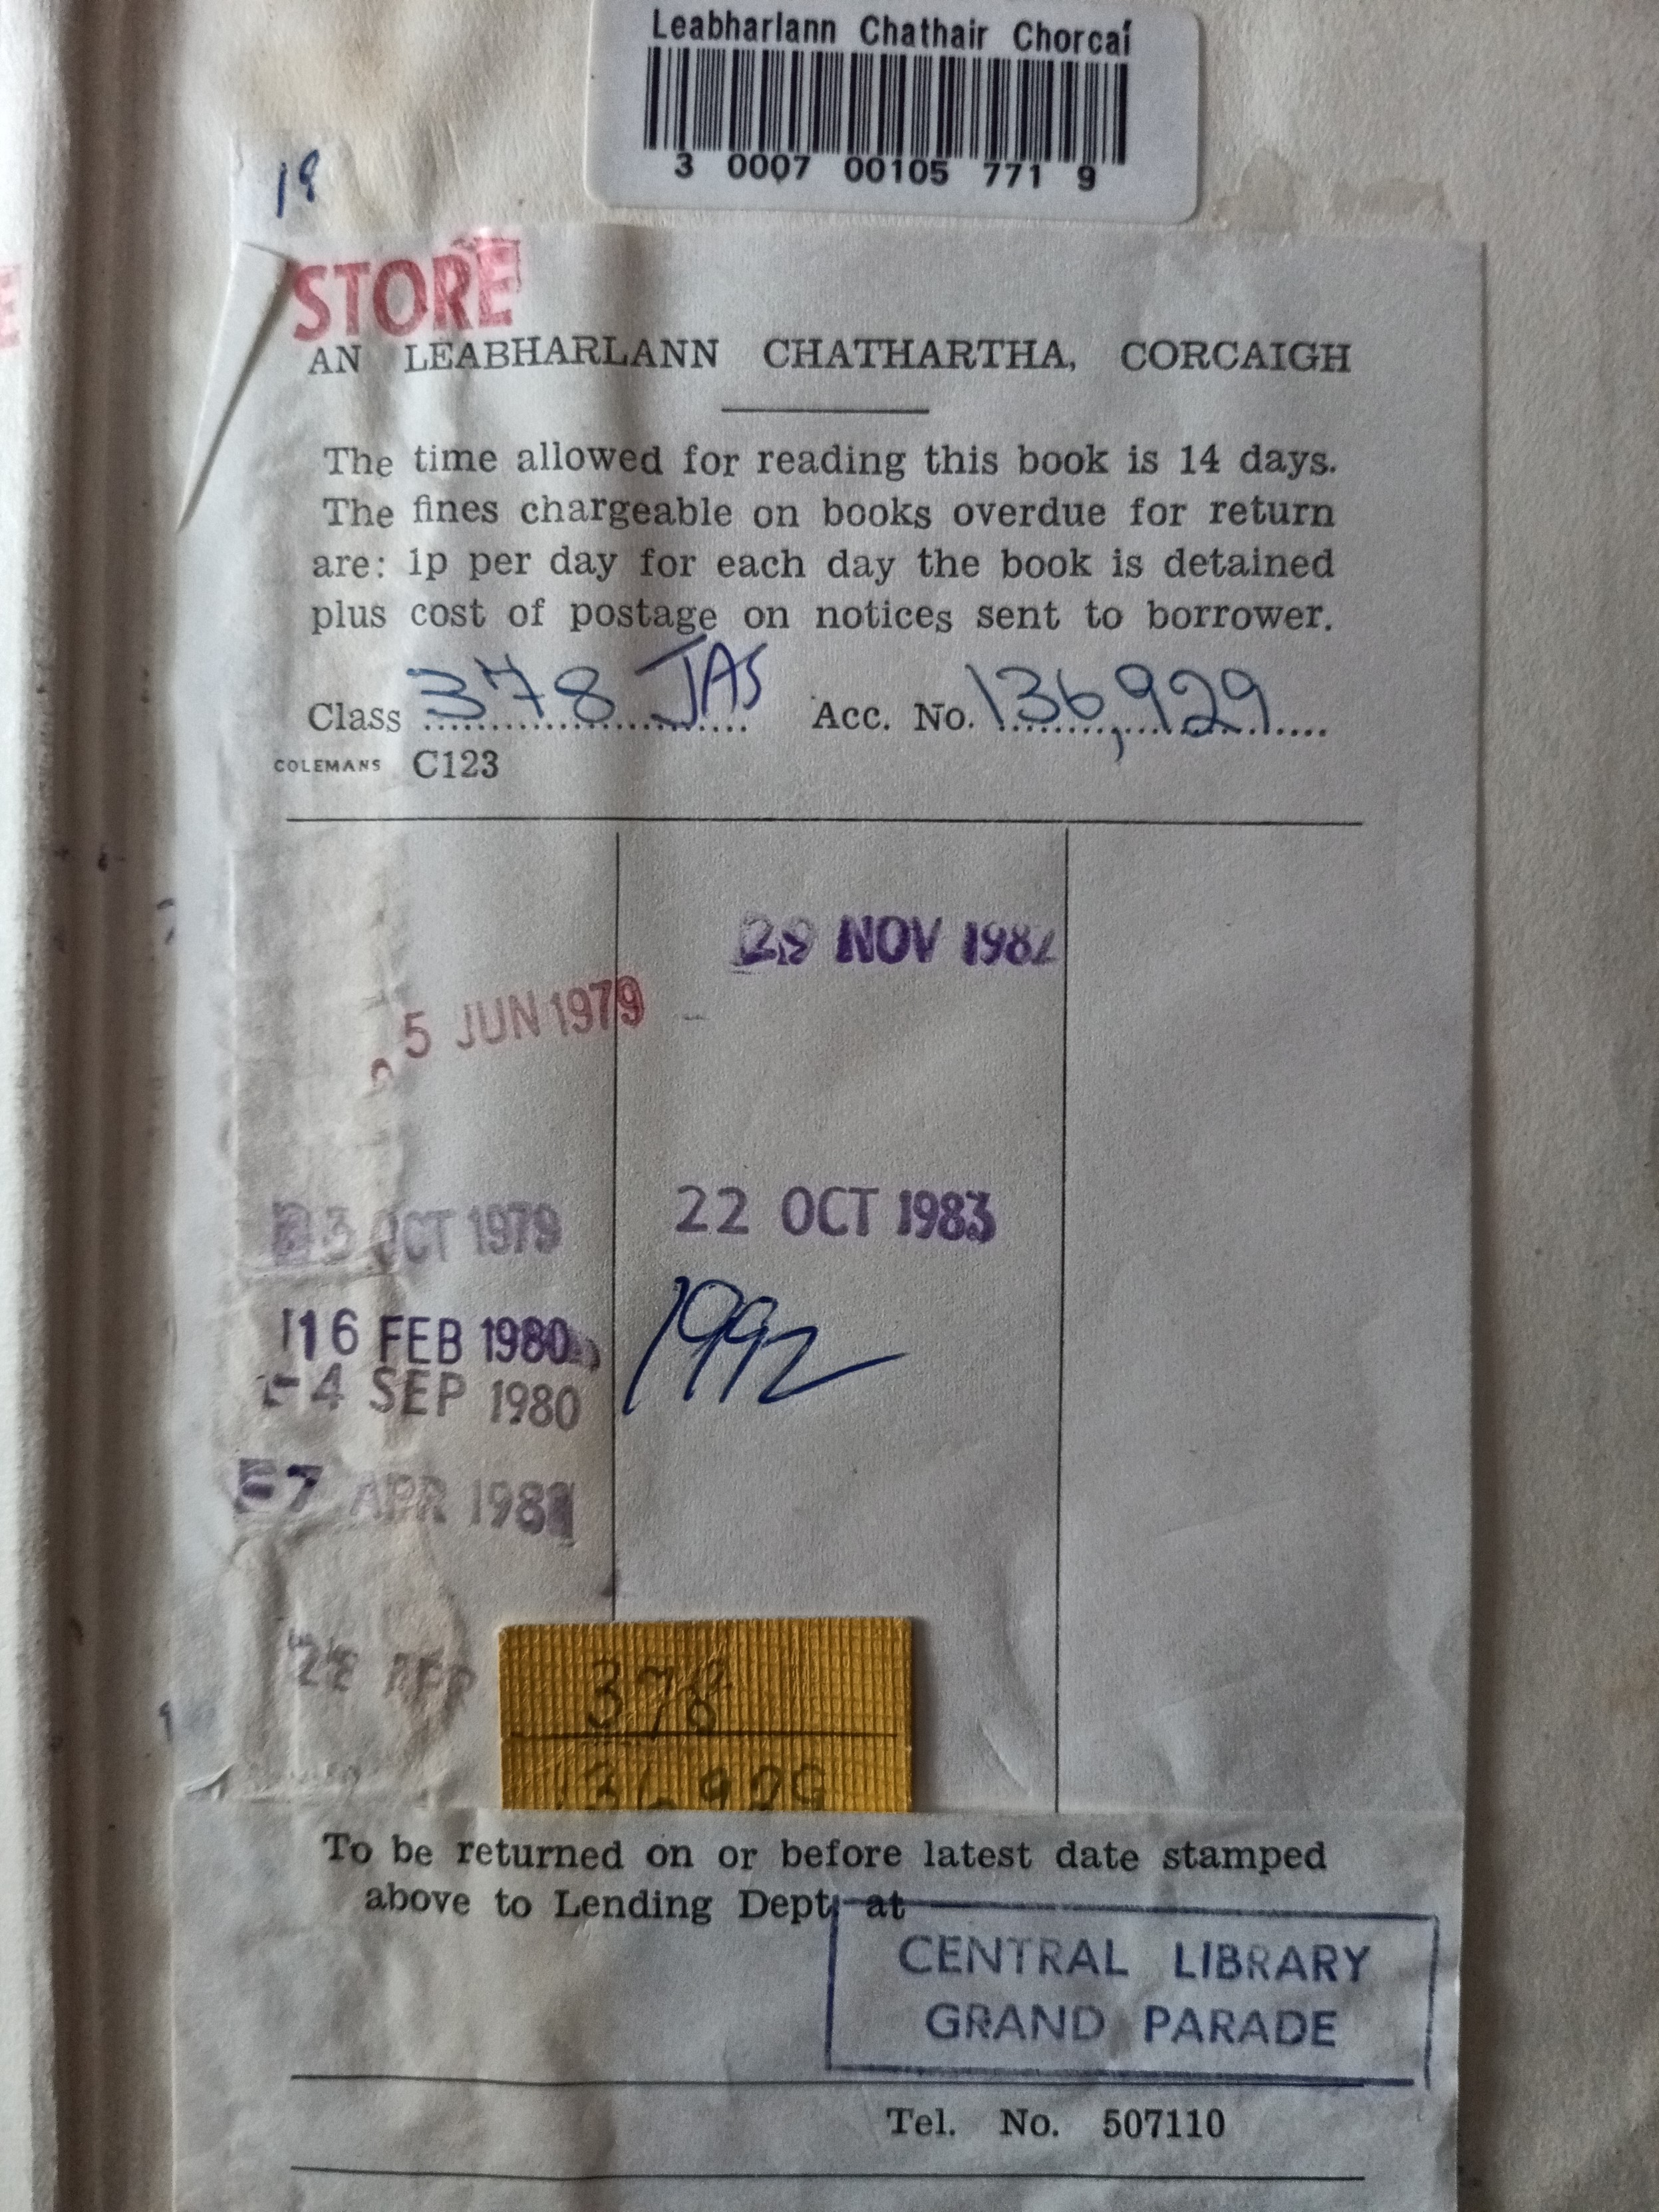 Leabharlann Chathair Chorcaí
3 0007 00105 771 9
19
STORE
AN LEABHARLANN CHATHARTHA, CORCAIGH
The time allowed for reading this book is 14 days.
The fines chargeable on books overdue for return
are: 1p per day for each day the book is detained
plus cost of postage on notices sent to borrower.
Class 378 JAS Acc. No. 136,929
COLEMANS C123
NOV 1982
5 JUN 1979
23 OCT 1979
22 OCT 1983
16 FEB 1980
1992
-4 SEP 1980
-7 APR
378
136929
To be returned on or before latest date stamped
above to Lending Dept. at
CENTRAL LIBRARY
GRAND PARADE
Tel. No. 507110